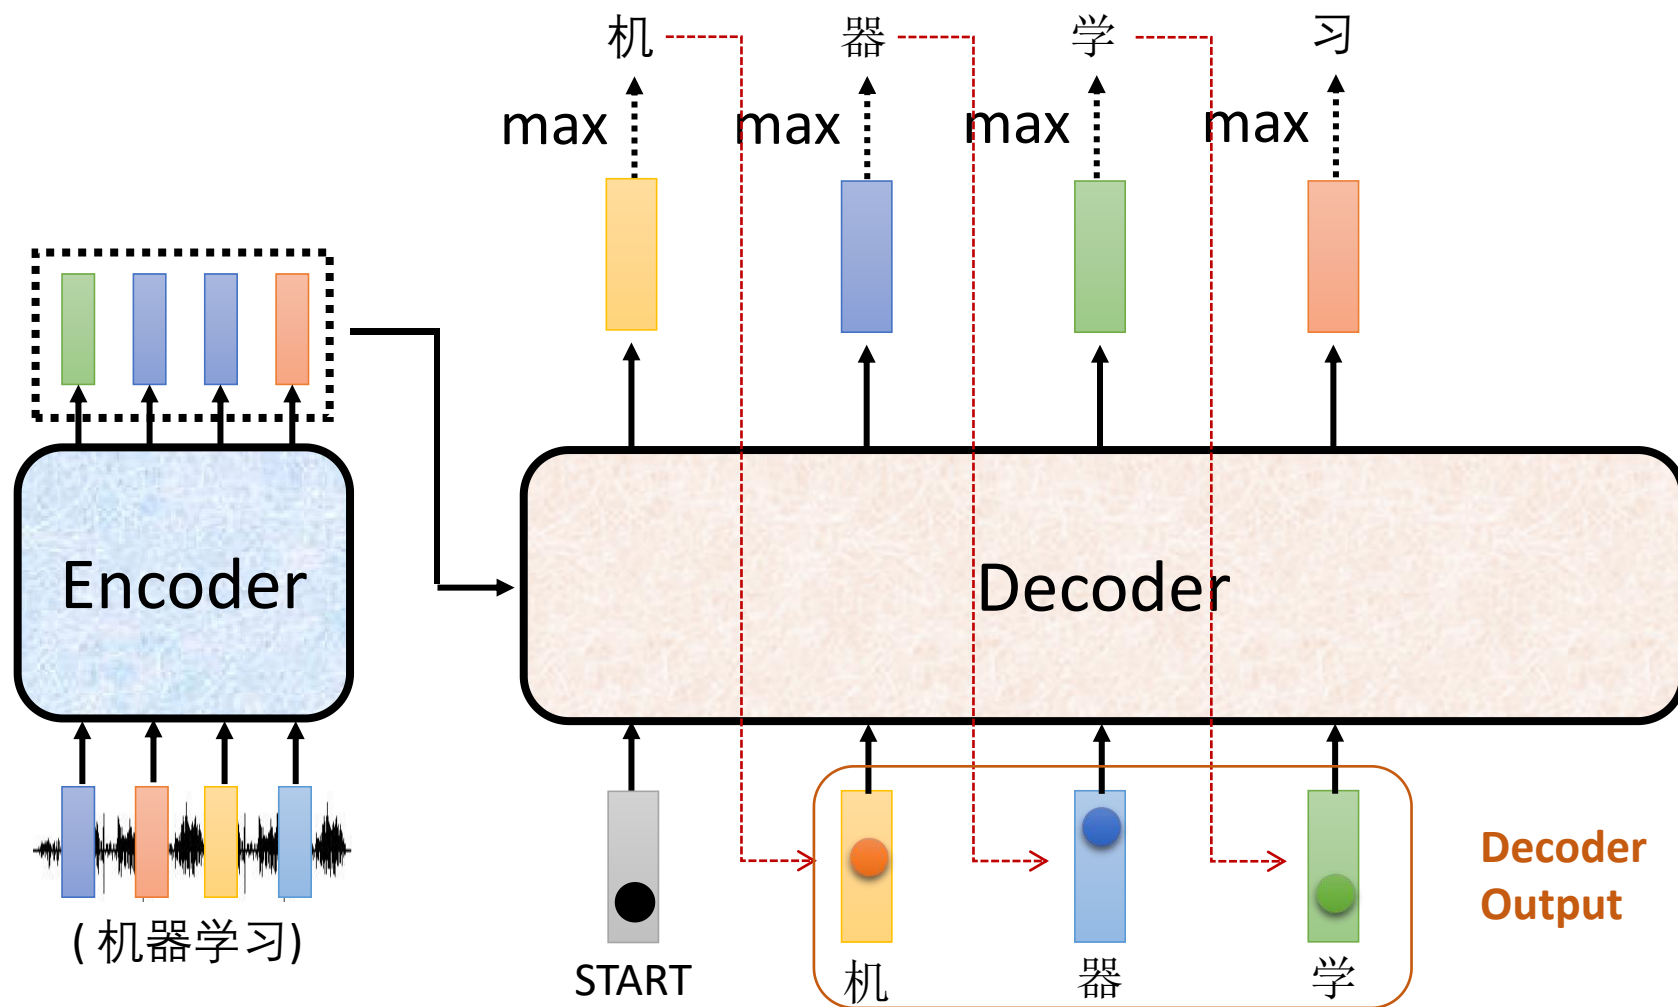 机 器 学 习
max max max max
Encoder
Decoder
(机器学习)
START 机 器 学
Decoder
Output